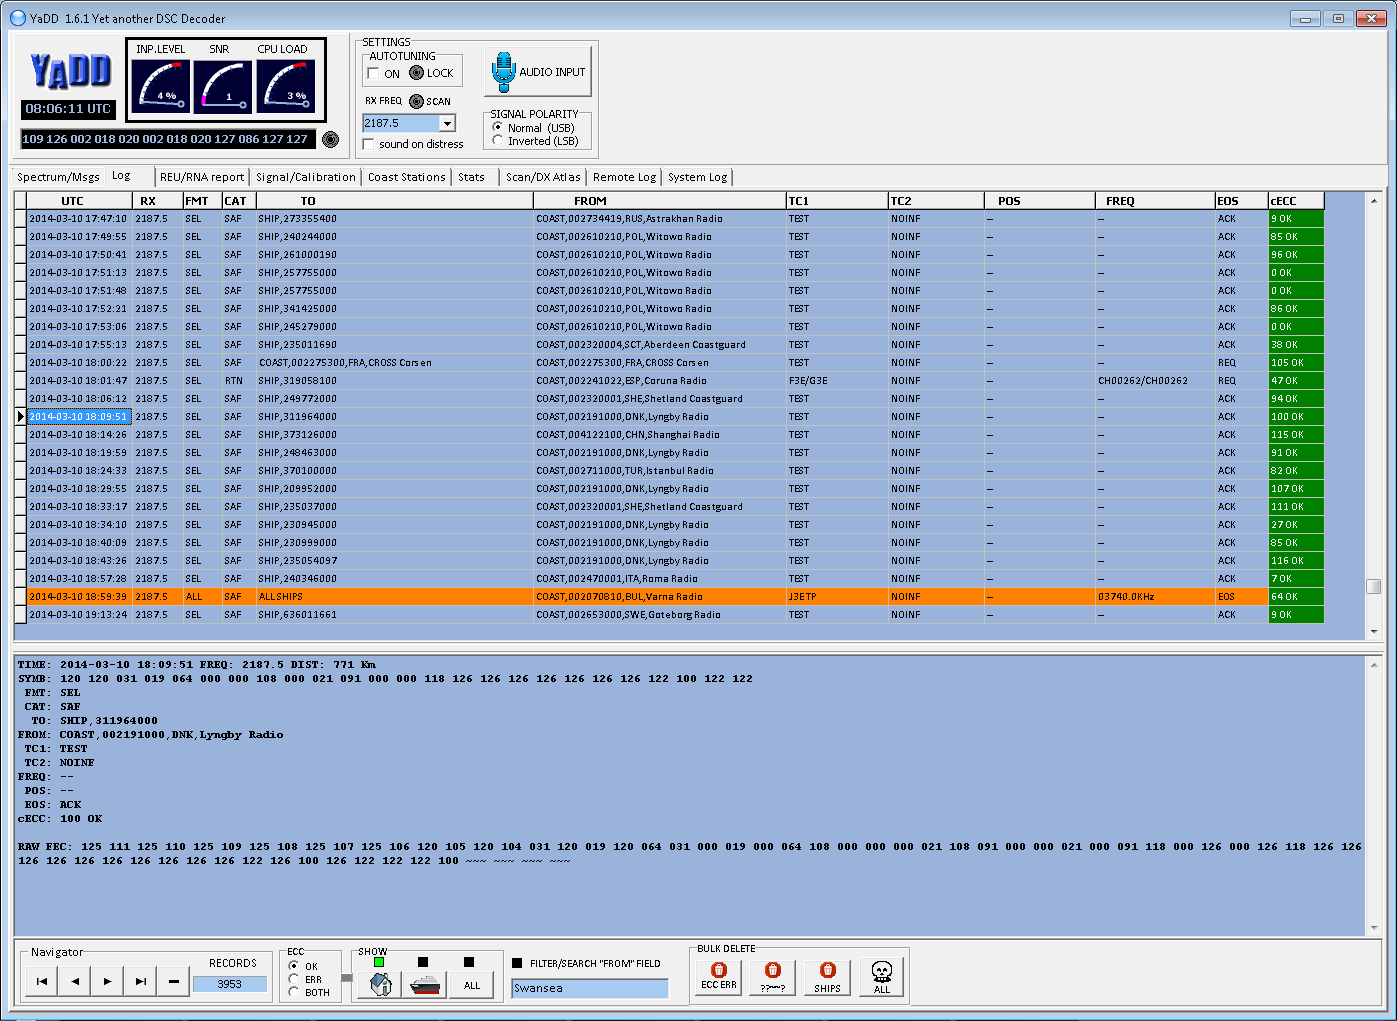 YaDD 1.6.1 Yet another DSC Decoder
YADD
08:06:11 UTC
INP.LEVEL SNR CPU LOAD
4 % 1 3 %
109 126 002 018 020 002 018 020 127 086 127 127
SETTINGS
AUTOTUNING
ON LOCK
RX FREQ SCAN
2187.5
sound on distress
AUDIO INPUT
SIGNAL POLARITY
Normal (USB)
Inverted (LSB)
Spectrum/Msgs Log REU/RNA report Signal/Calibration Coast Stations Stats Scan/DX Atlas Remote Log System Log
UTC RX FMT CAT TO FROM TC1 TC2 POS FREQ EOS cECC
2014-03-10 17:47:10 2187.5 SEL SAF SHIP,273355400 COAST,002734419,RUS,Astrakhan Radio TEST NOINF -- -- ACK 9 OK
2014-03-10 17:49:55 2187.5 SEL SAF SHIP,240244000 COAST,002610210,POL,Witowo Radio TEST NOINF -- -- ACK 85 OK
2014-03-10 17:50:41 2187.5 SEL SAF SHIP,261000190 COAST,002610210,POL,Witowo Radio TEST NOINF -- -- ACK 96 OK
2014-03-10 17:51:13 2187.5 SEL SAF SHIP,257755000 COAST,002610210,POL,Witowo Radio TEST NOINF -- -- ACK 0 OK
2014-03-10 17:51:48 2187.5 SEL SAF SHIP,257755000 COAST,002610210,POL,Witowo Radio TEST NOINF -- -- ACK 0 OK
2014-03-10 17:52:21 2187.5 SEL SAF SHIP,341425000 COAST,002610210,POL,Witowo Radio TEST NOINF -- -- ACK 86 OK
2014-03-10 17:53:06 2187.5 SEL SAF SHIP,245279000 COAST,002610210,POL,Witowo Radio TEST NOINF -- -- ACK 0 OK
2014-03-10 17:55:13 2187.5 SEL SAF SHIP,235011690 COAST,002320004,SCT,Aberdeen Coastguard TEST NOINF -- -- ACK 38 OK
2014-03-10 18:00:22 2187.5 SEL SAF COAST,002275300,FRA,CROSS Corsen COAST,002275300,FRA,CROSS Corsen TEST NOINF -- -- REQ 105 OK
2014-03-10 18:01:47 2187.5 SEL RTN SHIP,319058100 COAST,002241022,ESP,Coruna Radio F3E/G3E NOINF -- CH00262/CH00262 REQ 47 OK
2014-03-10 18:06:12 2187.5 SEL SAF SHIP,249772000 COAST,002320001,SHE,Shetland Coastguard TEST NOINF -- -- ACK 94 OK
2014-03-10 18:09:51 2187.5 SEL SAF SHIP,311964000 COAST,002191000,DNK,Lyngby Radio TEST NOINF -- -- ACK 100 OK
2014-03-10 18:14:26 2187.5 SEL SAF SHIP,373126000 COAST,004122100,CHN,Shanghai Radio TEST NOINF -- -- ACK 115 OK
2014-03-10 18:19:59 2187.5 SEL SAF SHIP,248463000 COAST,002191000,DNK,Lyngby Radio TEST NOINF -- -- ACK 91 OK
2014-03-10 18:24:33 2187.5 SEL SAF SHIP,370100000 COAST,002711000,TUR,Istanbul Radio TEST NOINF -- -- ACK 82 OK
2014-03-10 18:29:55 2187.5 SEL SAF SHIP,209952000 COAST,002191000,DNK,Lyngby Radio TEST NOINF -- -- ACK 107 OK
2014-03-10 18:33:17 2187.5 SEL SAF SHIP,235037000 COAST,002320001,SHE,Shetland Coastguard TEST NOINF -- -- ACK 111 OK
2014-03-10 18:34:10 2187.5 SEL SAF SHIP,230945000 COAST,002191000,DNK,Lyngby Radio TEST NOINF -- -- ACK 27 OK
2014-03-10 18:40:09 2187.5 SEL SAF SHIP,230999000 COAST,002191000,DNK,Lyngby Radio TEST NOINF -- -- ACK 85 OK
2014-03-10 18:43:26 2187.5 SEL SAF SHIP,235054097 COAST,002191000,DNK,Lyngby Radio TEST NOINF -- -- ACK 116 OK
2014-03-10 18:57:28 2187.5 SEL SAF SHIP,240346000 COAST,002470001,ITA,Roma Radio TEST NOINF -- -- ACK 7 OK
2014-03-10 18:59:39 2187.5 ALL SAF ALLSHIPS COAST,002070810,BUL,Varna Radio J3ETP NOINF -- 03740.0KHz EOS 64 OK
2014-03-10 19:13:24 2187.5 SEL SAF SHIP,636011661 COAST,002653000,SWE,Goteborg Radio TEST NOINF -- -- ACK 9 OK
TIME: 2014-03-10 18:09:51 FREQ: 2187.5 DIST: 771 Km
SYMB: 120 120 031 019 064 000 000 108 000 021 091 000 000 118 126 126 126 126 126 126 126 122 100 122 122
FMT: SEL
CAT: SAF
TO: SHIP,311964000
FROM: COAST,002191000,DNK,Lyngby Radio
TC1: TEST
TC2: NOINF
FREQ: --
POS: --
EOS: ACK
cECC: 100 OK
RAW FEC: 125 111 125 110 125 109 125 108 125 107 125 106 120 105 120 104 031 120 019 120 064 031 000 019 000 064 108 000 000 000 021 108 091 000 000 021 000 091 118 000 126 000 126 118 126 126
126 126 126 126 126 126 126 126 122 126 100 126 122 122 122 100 ~~~ ~~~ ~~~ ~~~
Navigator
RECORDS
3953
ECC
OK
ERR
BOTH
SHOW
ALL
FILTER/SEARCH "FROM" FIELD
Swansea
BULK DELETE
ECC ERR ??~~? SHIPS ALL